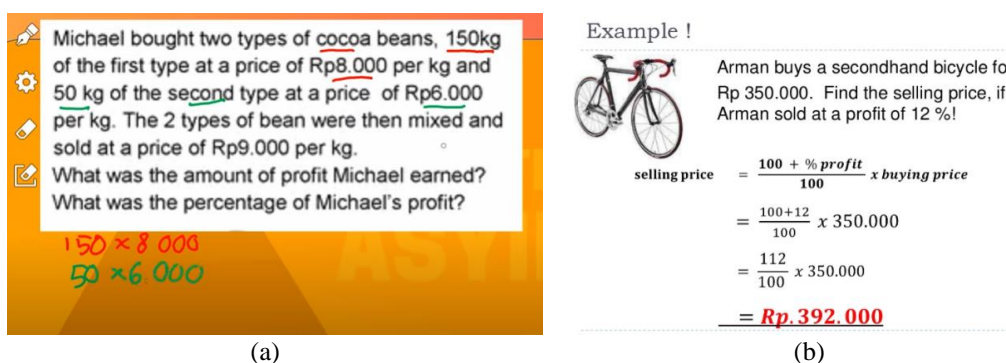 Michael bought two types of cocoa beans, 150kg
of the first type at a price of Rp8.000 per kg and
50 kg of the second type at a price of Rp6.000
per kg. The 2 types of bean were then mixed and
sold at a price of Rp9.000 per kg.
What was the amount of profit Michael earned?
What was the percentage of Michael's profit?
150 × 8 000
50 × 6.000
(a)
Example !
Arman buys a secondhand bicycle fo
Rp 350.000. Find the selling price, if
Arman sold at a profit of 12 %!
selling price = (100 + % profit)/100 x buying price
= (100+12)/100 x 350.000
= 112/100 x 350.000
= Rp. 392.000
(b)